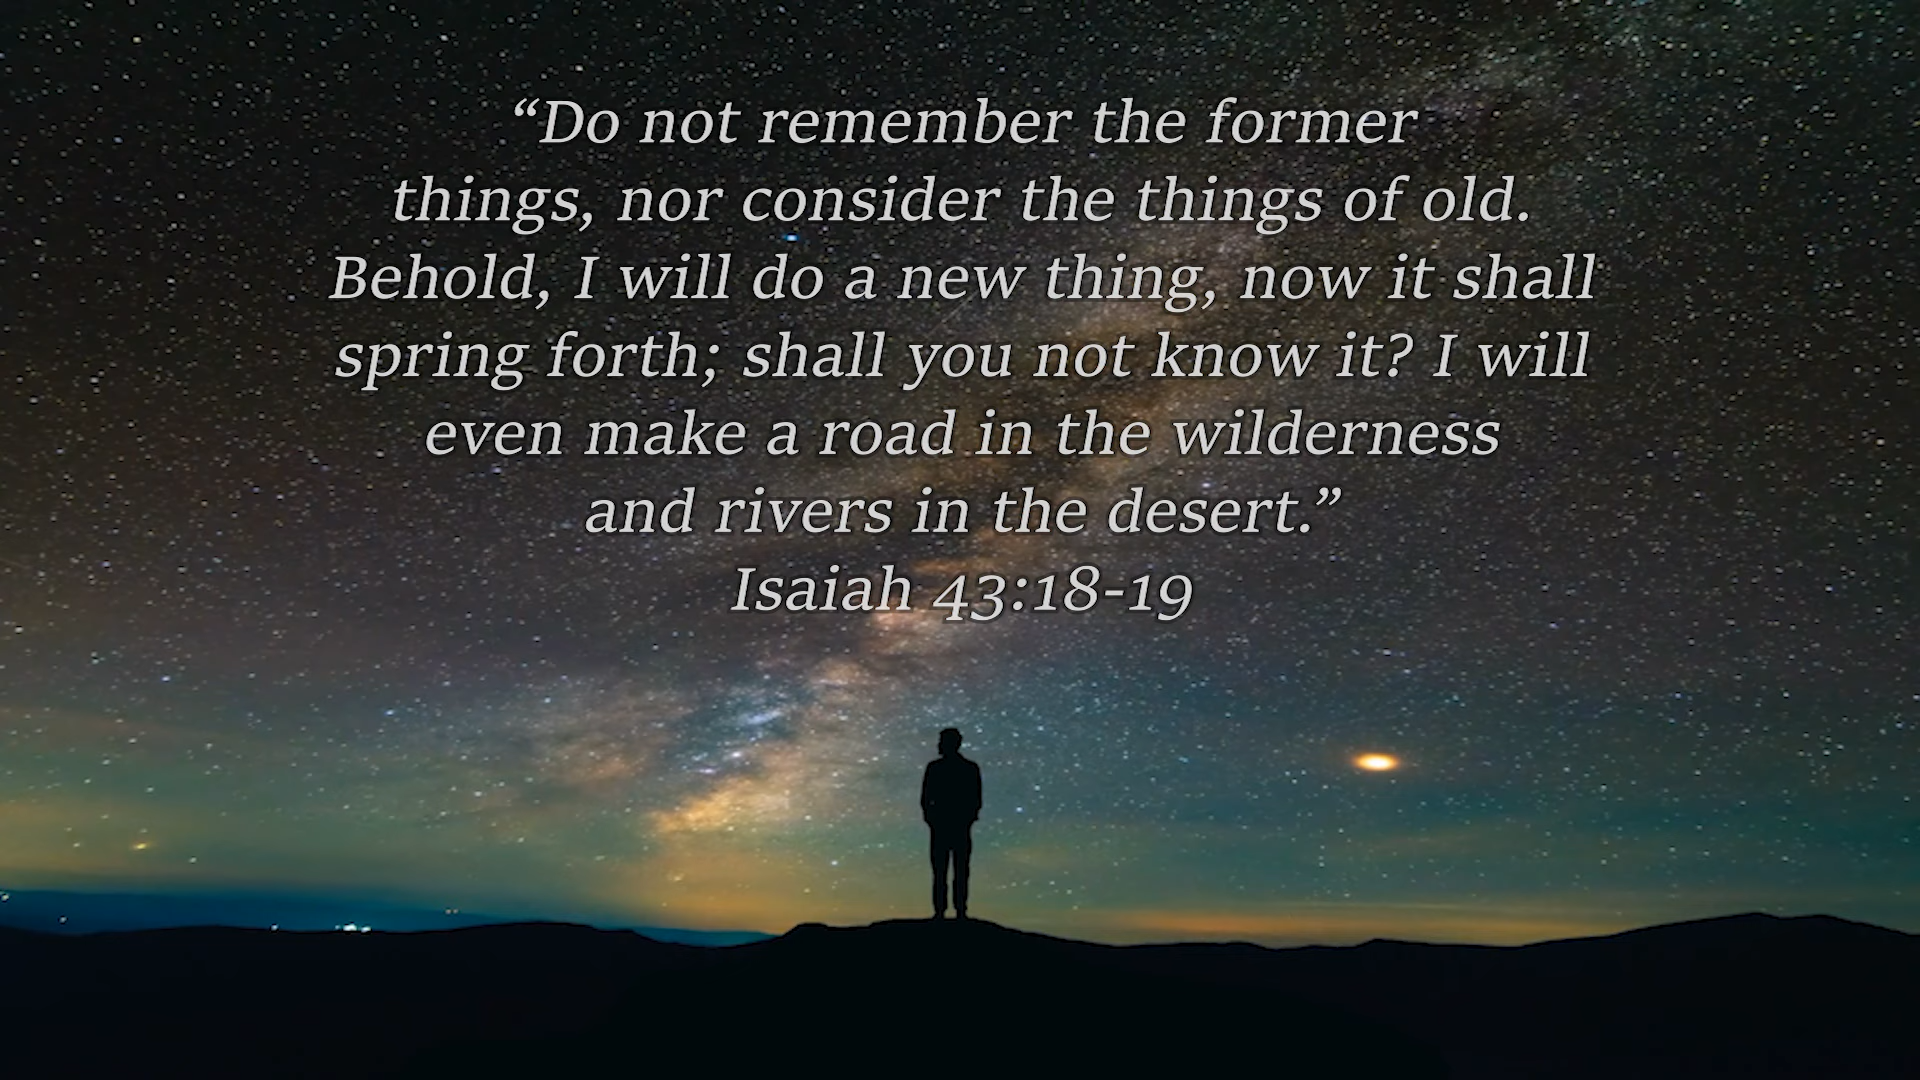 “Do not remember the former
things, nor consider the things of old.
Behold, I will do a new thing, now it shall
spring forth; shall you not know it? I will
even make a road in the wilderness
and rivers in the desert.”
Isaiah 43:18-19